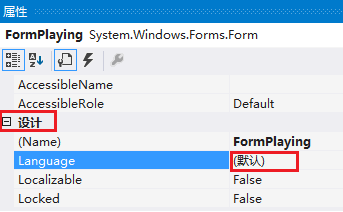 属性
FormPlaying System.Windows.Forms.Form
AccessibleName
AccessibleRole Default
设计
(Name) FormPlaying
Language (默认)
Localizable False
Locked False